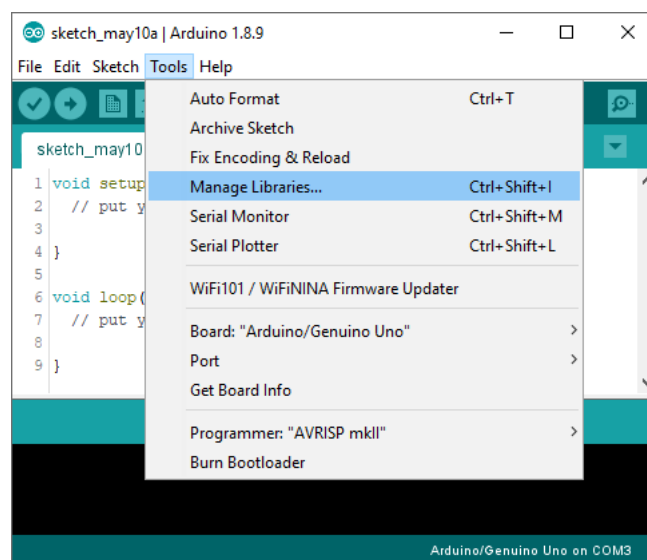 sketch_may10a | Arduino 1.8.9
File Edit Sketch Tools Help
sketch_may10
Auto Format Ctrl+T
Archive Sketch
Fix Encoding & Reload
Manage Libraries... Ctrl+Shift+I
Serial Monitor Ctrl+Shift+M
Serial Plotter Ctrl+Shift+L
WiFi101 / WiFiNINA Firmware Updater
Board: "Arduino/Genuino Uno"
Port
Get Board Info
Programmer: "AVRISP mkII"
Burn Bootloader
1 void setup
2 // put y
3
4 }
5
6 void loop(
7 // put y
8
9 }
Arduino/Genuino Uno on COM3